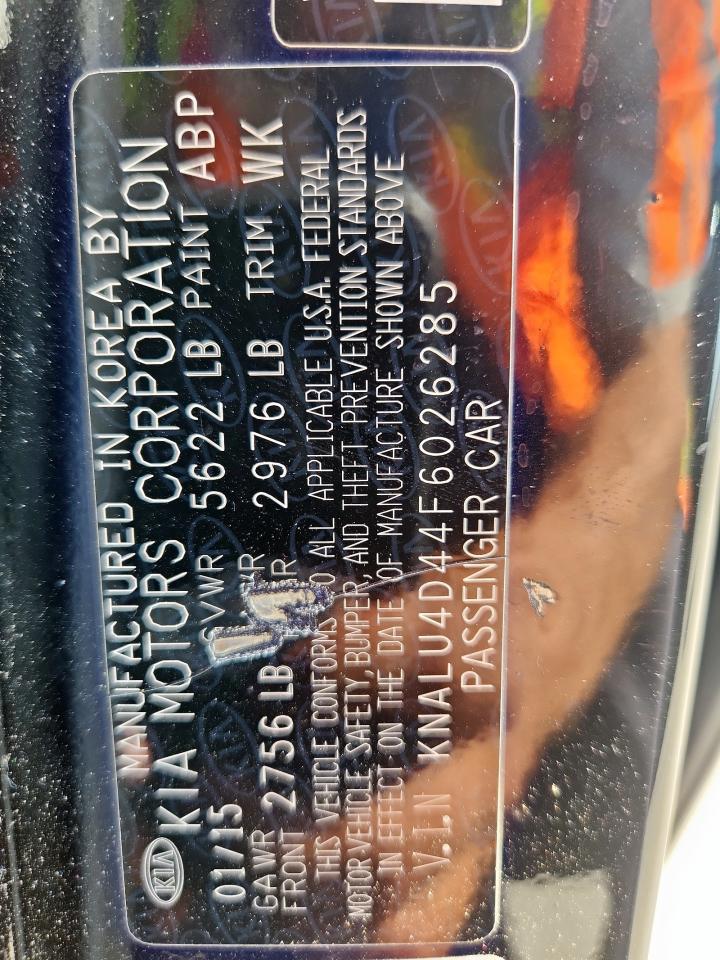 MANUFACTURED IN KOREA BY
KIA KIA MOTORS CORPORATION
01/15 GVWR 5622 LB PAINT ABP
GAWR FRONT 2756 LB 2976 LB TRIM WK
THIS VEHICLE CONFORMS TO ALL APPLICABLE U.S.A. FEDERAL
MOTOR VEHICLE SAFETY, BUMPER, AND THEFT PREVENTION STANDARDS
IN EFFECT ON THE DATE OF MANUFACTURE SHOWN ABOVE
V.I.N KNALU4D44F6026285
PASSENGER CAR